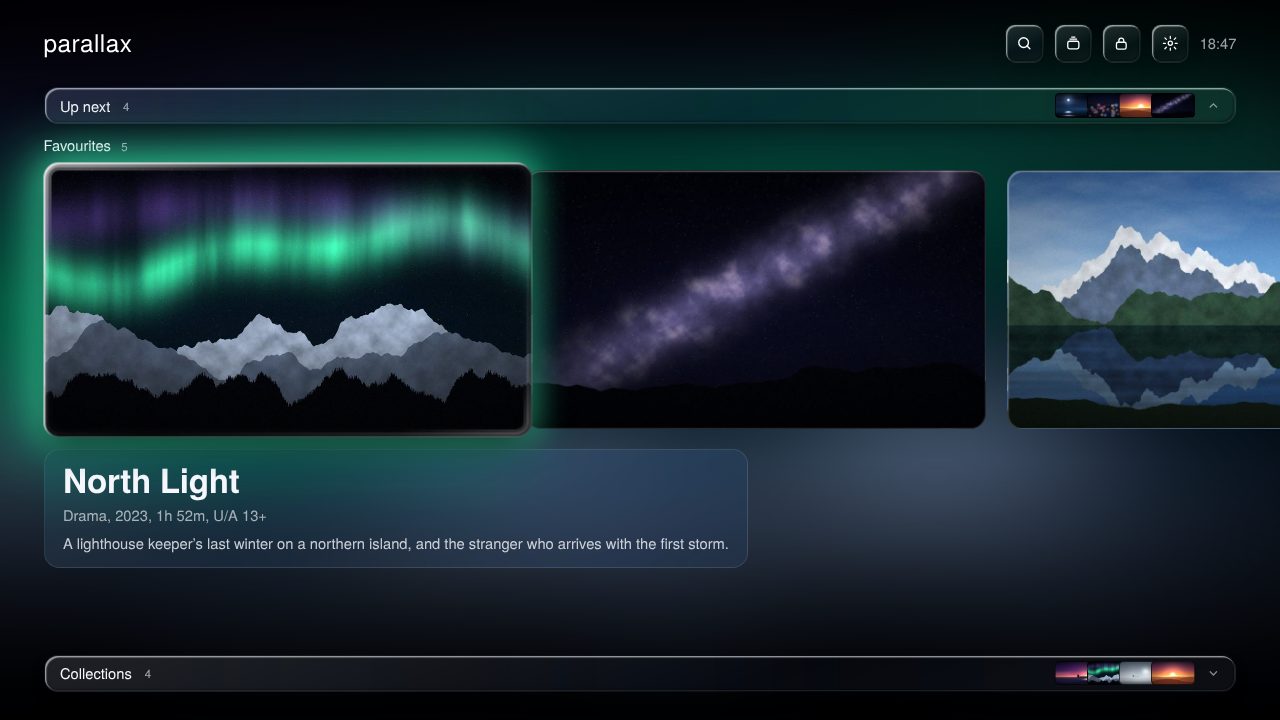 parallax
18:47
Up next 4
Favourites 5
North Light
Drama, 2023, 1h 52m, U/A 13+
A lighthouse keeper's last winter on a northern island, and the stranger who arrives with the first storm.
Collections 4